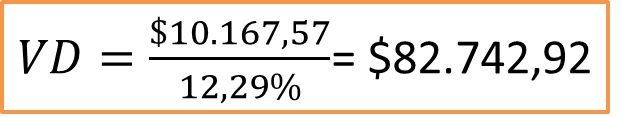 VD = $10.167,57 / 12,29% = $82.742,92